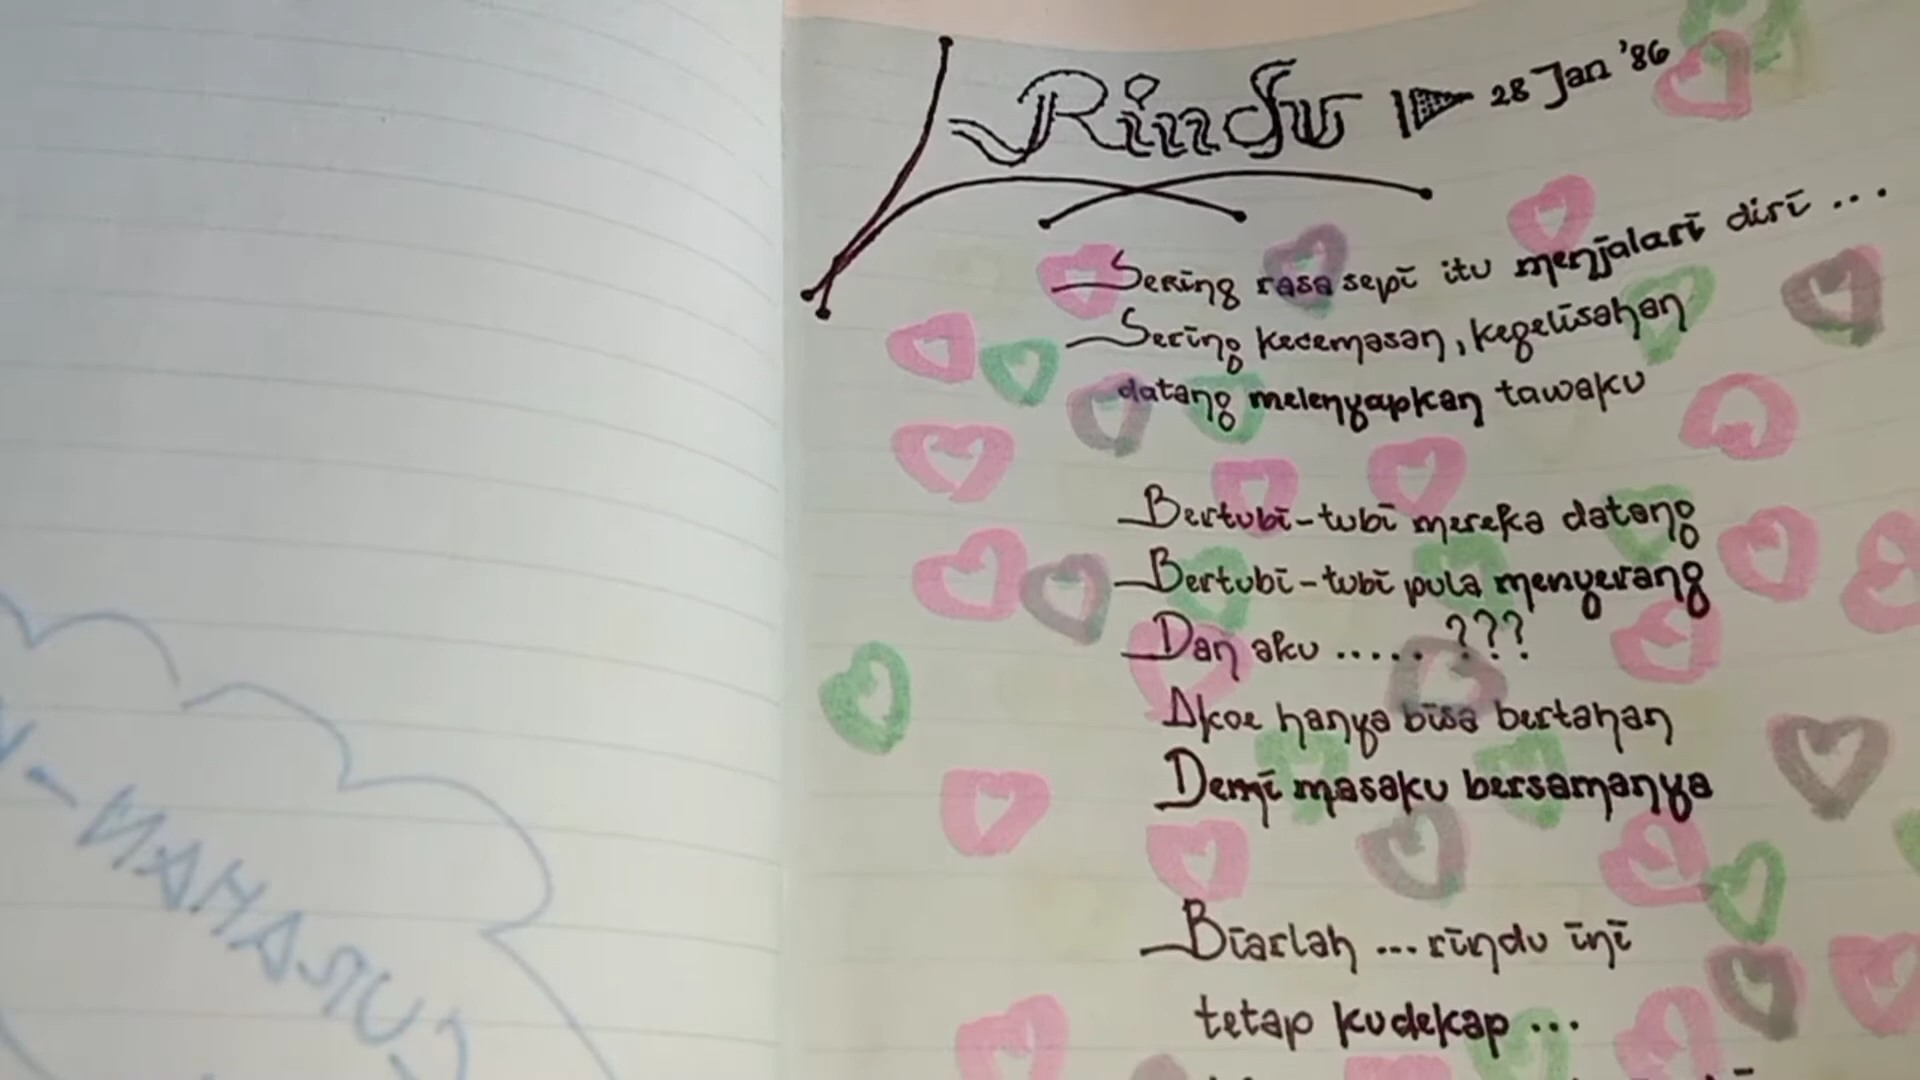 Rindu 28 Jan '86
Sering rasa sepi itu menjalari diri ...
Sering kecemasan, kegelisahan
datang melenyapkan tawaku
Bertubi-tubi mereka datang
Bertubi-tubi pula menyerang
Dan aku ..... ???
Akoe hanya bisa bertahan
Demi masaku bersamanya
Biarlah ... rindu ini
tetap kudekap ...